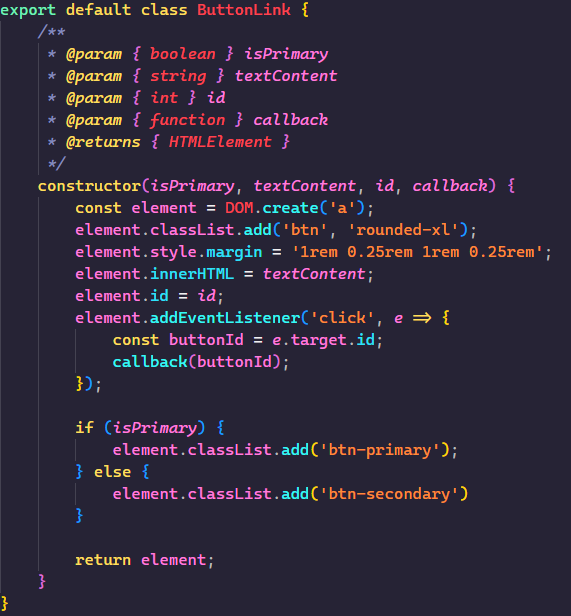 export default class ButtonLink {
    /**
     * @param { boolean } isPrimary
     * @param { string } textContent
     * @param { int } id
     * @param { function } callback
     * @returns { HTMLElement }
     */
    constructor(isPrimary, textContent, id, callback) {
        const element = DOM.create('a');
        element.classList.add('btn', 'rounded-xl');
        element.style.margin = '1rem 0.25rem 1rem 0.25rem';
        element.innerHTML = textContent;
        element.id = id;
        element.addEventListener('click', e => {
            const buttonId = e.target.id;
            callback(buttonId);
        });

        if (isPrimary) {
            element.classList.add('btn-primary');
        } else {
            element.classList.add('btn-secondary')
        }

        return element;
    }
}